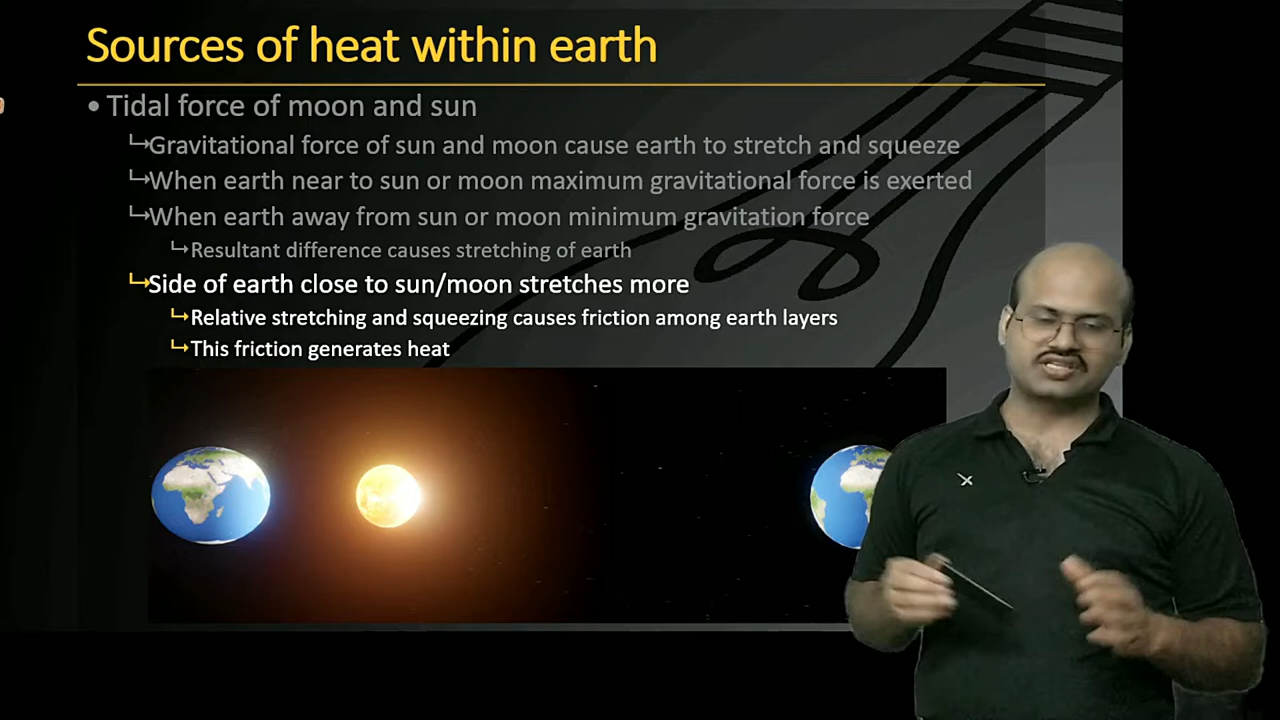 Sources of heat within earth
• Tidal force of moon and sun
Gravitational force of sun and moon cause earth to stretch and squeeze
When earth near to sun or moon maximum gravitational force is exerted
When earth away from sun or moon minimum gravitation force
Resultant difference causes stretching of earth
Side of earth close to sun/moon stretches more
Relative stretching and squeezing causes friction among earth layers
This friction generates heat